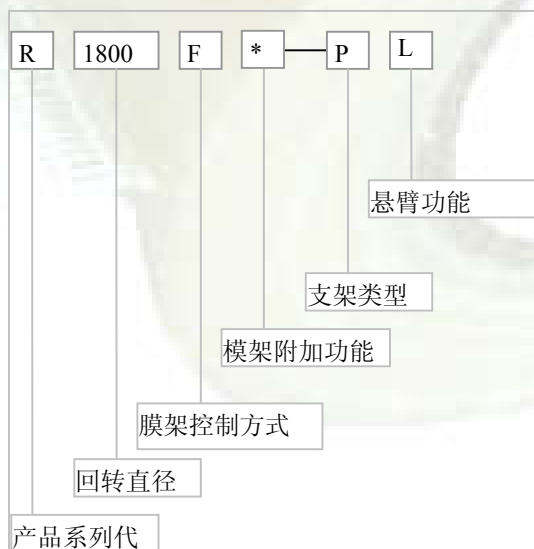 R 1800 F * — P L
悬臂功能
支架类型
模架附加功能
膜架控制方式
回转直径
产品系列代